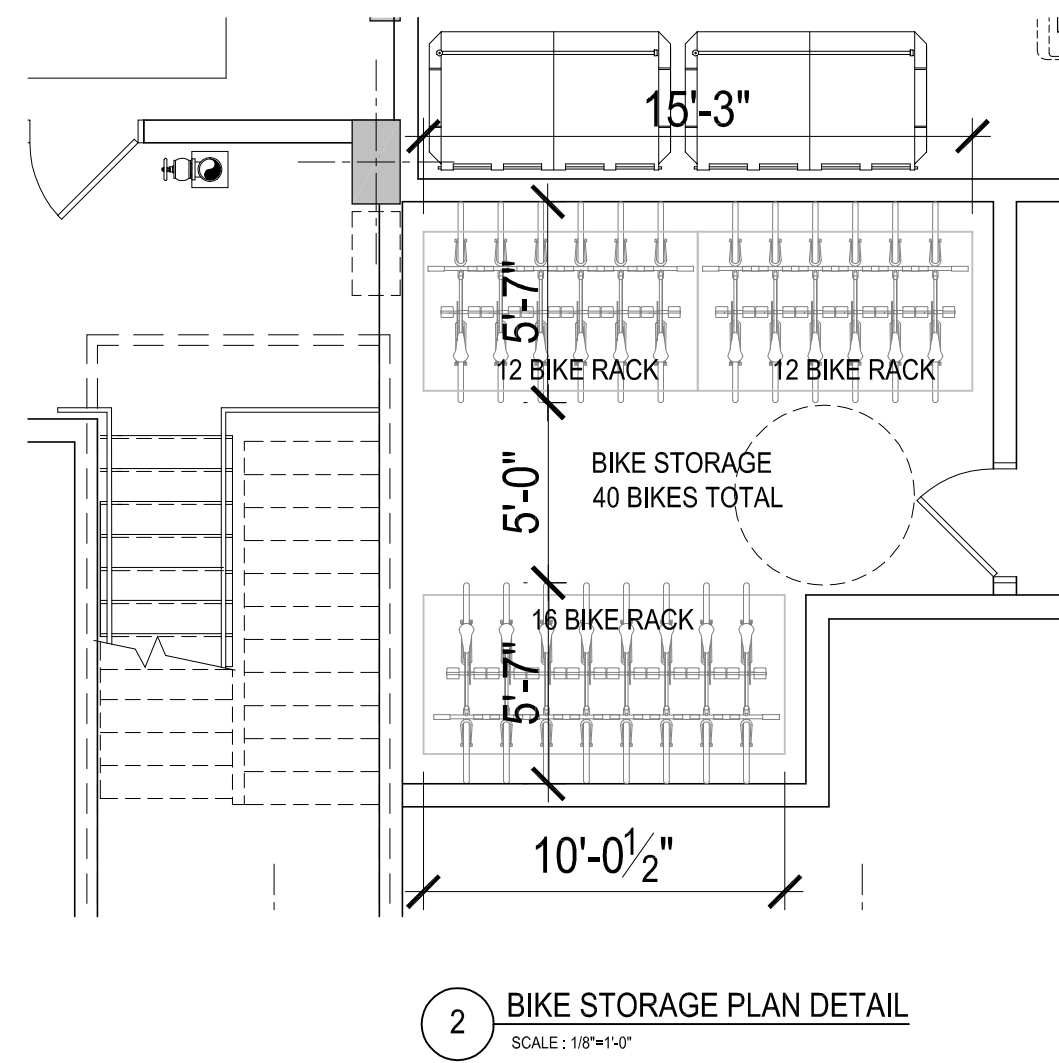 15'-3"
5'-7"
12 BIKE RACK
12 BIKE RACK
5'-0"
BIKE STORAGE
40 BIKES TOTAL
16 BIKE RACK
5'-7"
10'-0½"
2
BIKE STORAGE PLAN DETAIL
SCALE : 1/8"=1'-0"